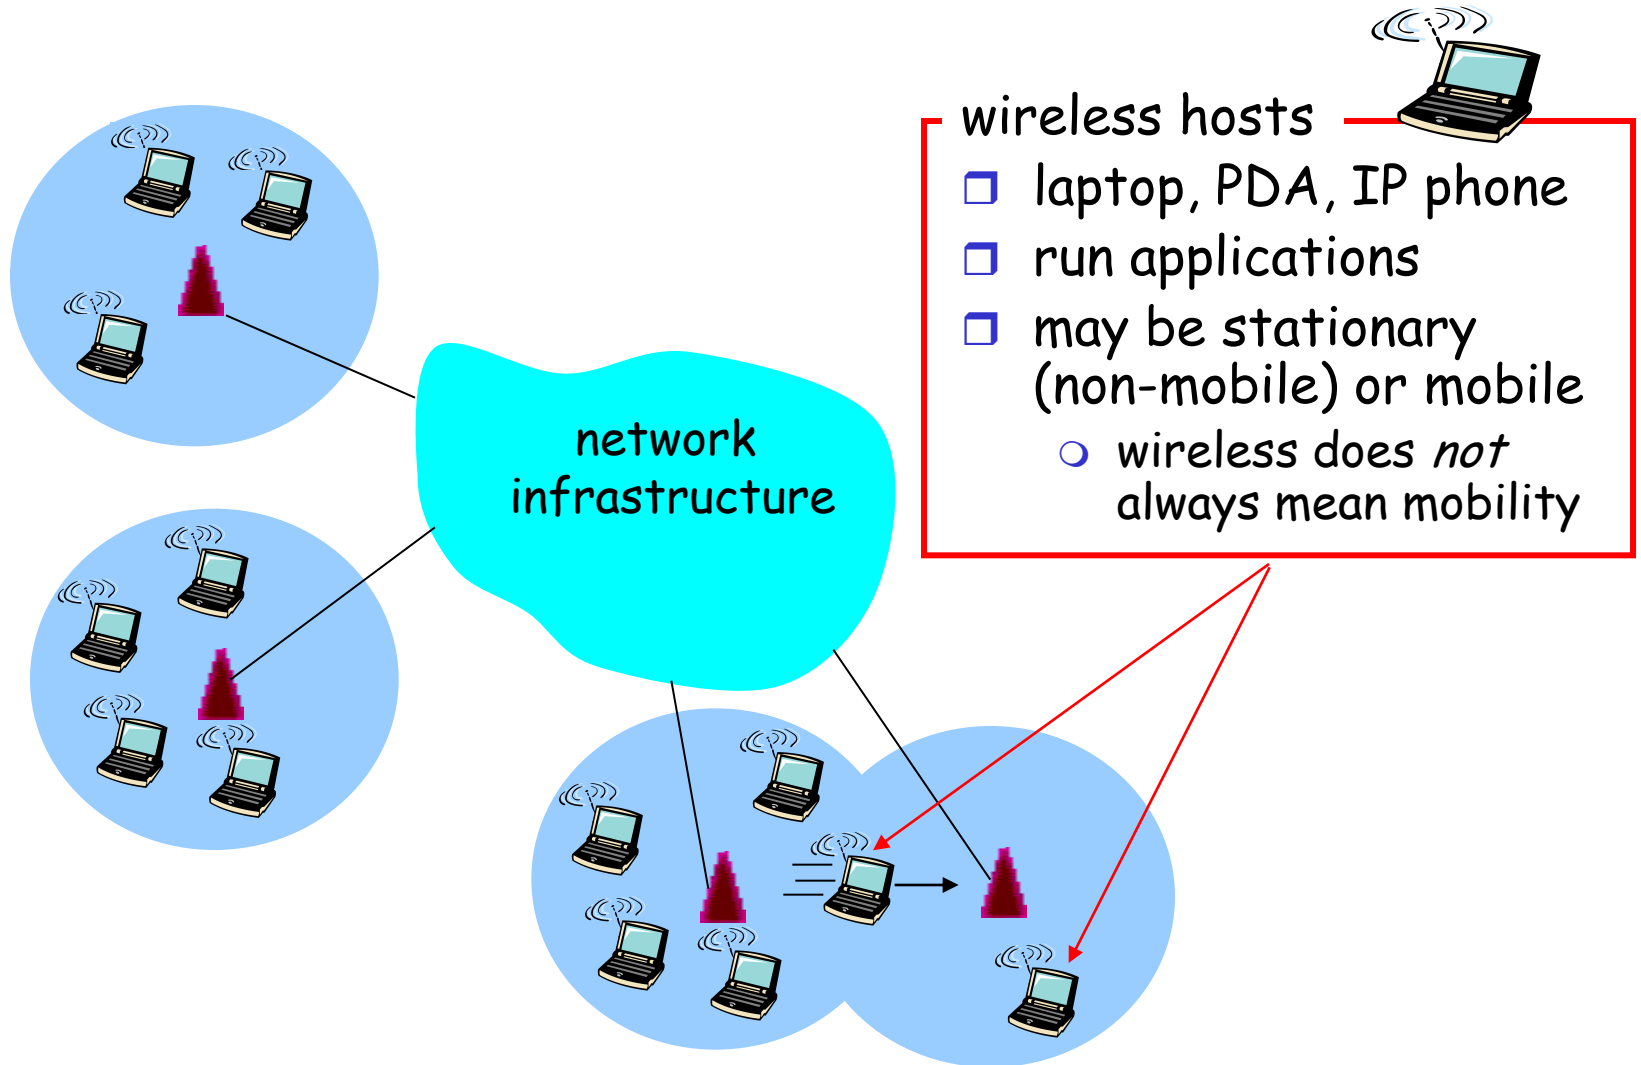 wireless hosts
laptop, PDA, IP phone
run applications
may be stationary
(non-mobile) or mobile
wireless does not
always mean mobility
network
infrastructure